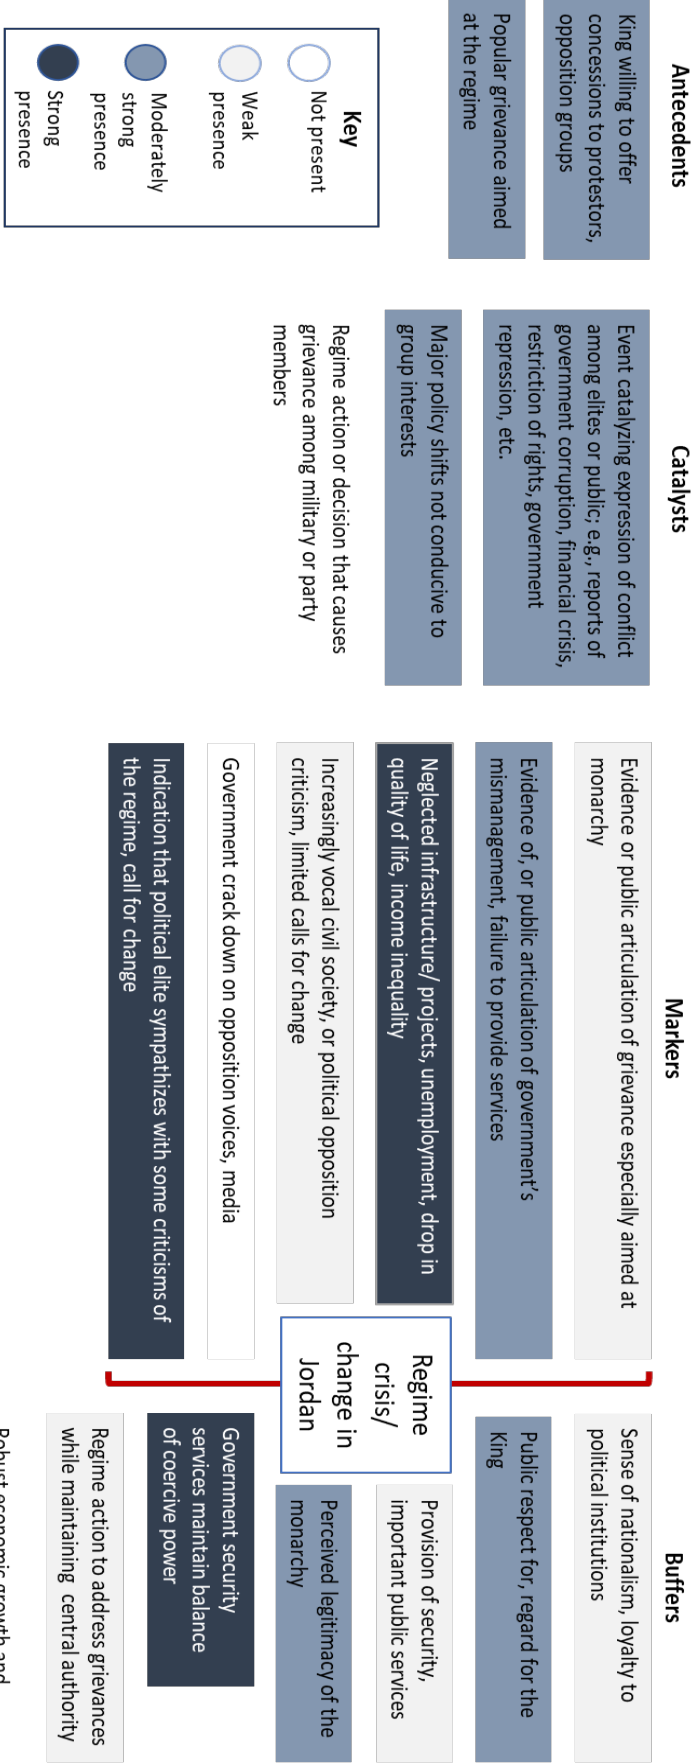 Antecedents
King willing to offer
concessions to protestors,
opposition groups
Popular grievance aimed
at the regime
Key
Not present
Weak
presence
Moderately
strong
presence
Strong
presence
Catalysts
Event catalyzing expression of conflict
among elites or public; e.g., reports of
government corruption, financial crisis,
restriction of rights, government
repression, etc.
Major policy shifts not conducive to
group interests
Regime action or decision that causes
grievance among military or party
members
Markers
Evidence or public articulation of grievance especially aimed at
monarchy
Evidence of, or public articulation of government's
mismanagement, failure to provide services
Neglected infrastructure/ projects, unemployment, drop in
quality of life, income inequality
Increasingly vocal civil society, or political opposition
criticism, limited calls for change
Government crack down on opposition voices, media
Indication that political elite sympathizes with some criticisms of
the regime, call for change
Regime
crisis/
change in
Jordan
Buffers
Sense of nationalism, loyalty to
political institutions
Public respect for, regard for the
King
Provision of security,
important public services
Perceived legitimacy of the
monarchy
Government security
services maintain balance
of coercive power
Regime action to address grievances
while maintaining central authority
Robust economic growth and